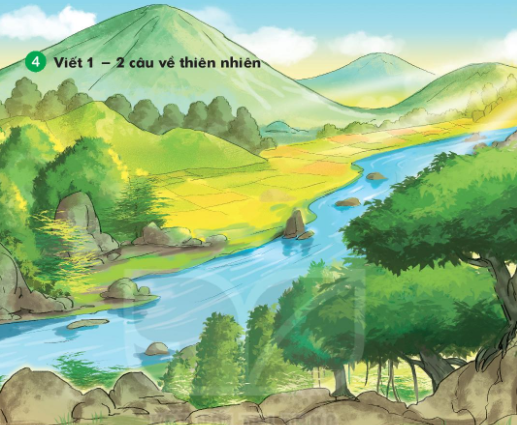 4 Viết 1 – 2 câu về thiên nhiên